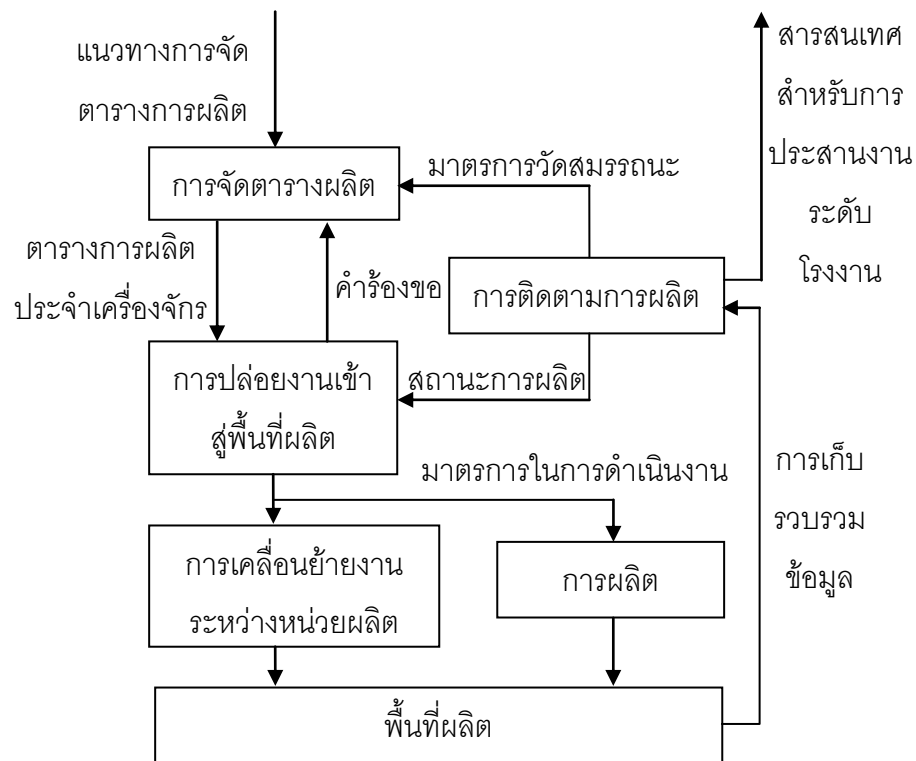 แนวทางการจัด
ตารางการผลิต
สารสนเทศ
สำหรับการ
ประสานงาน
ระดับ
โรงงาน
การจัดตารางผลิต
มาตรการวัดสมรรถนะ
ตารางการผลิต
ประจำเครื่องจักร
คำร้องขอ
การติดตามการผลิต
การปล่อยงานเข้า
สู่พื้นที่ผลิต
สถานะการผลิต
มาตรการในการดำเนินงาน
การเก็บ
รวบรวม
ข้อมูล
การเคลื่อนย้ายงาน
ระหว่างหน่วยผลิต
การผลิต
พื้นที่ผลิต